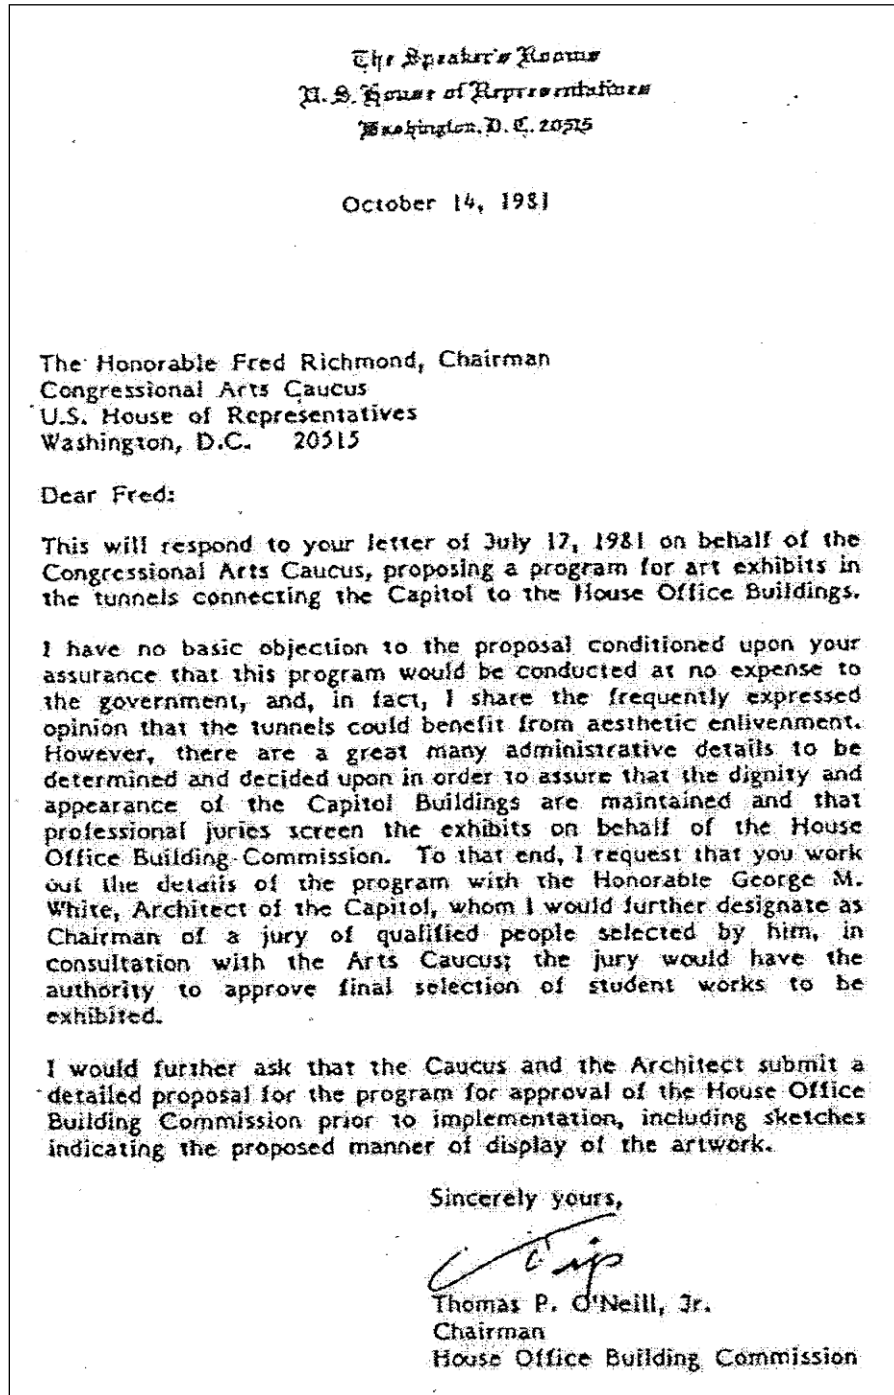 The Speaker's Rooms
U.S. House of Representatives
Washington, D.C. 20515
October 14, 1981
The Honorable Fred Richmond, Chairman
Congressional Arts Caucus
U.S. House of Representatives
Washington, D.C. 20515
Dear Fred:
This will respond to your letter of July 17, 1981 on behalf of the
Congressional Arts Caucus, proposing a program for art exhibits in
the tunnels connecting the Capitol to the House Office Buildings.
I have no basic objection to the proposal conditioned upon your
assurance that this program would be conducted at no expense to
the government, and, in fact, I share the frequently expressed
opinion that the tunnels could benefit from aesthetic enlivenment.
However, there are a great many administrative details to be
determined and decided upon in order to assure that the dignity and
appearance of the Capitol Buildings are maintained and that
professional juries screen the exhibits on behalf of the House
Office Building Commission. To that end, I request that you work
out the details of the program with the Honorable George M.
White, Architect of the Capitol, whom I would further designate as
Chairman of a jury of qualified people selected by him, in
consultation with the Arts Caucus; the jury would have the
authority to approve final selection of student works to be
exhibited.
I would further ask that the Caucus and the Architect submit a
detailed proposal for the program for approval of the House Office
Building Commission prior to implementation, including sketches
indicating the proposed manner of display of the artwork.
Sincerely yours,
Tip
Thomas P. O'Neill, Jr.
Chairman
House Office Building Commission